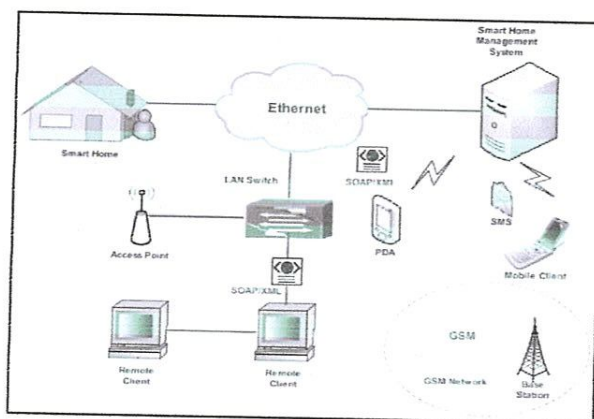 Smart Home
Management
System
Ethernet
Smart Home
LAN Switch
SOAP/XML
PDA
SMS
Mobile Client
Access Point
SOAP/XML
Remote
Client
Remote
Client
GSM
GSM Network
Base
Station